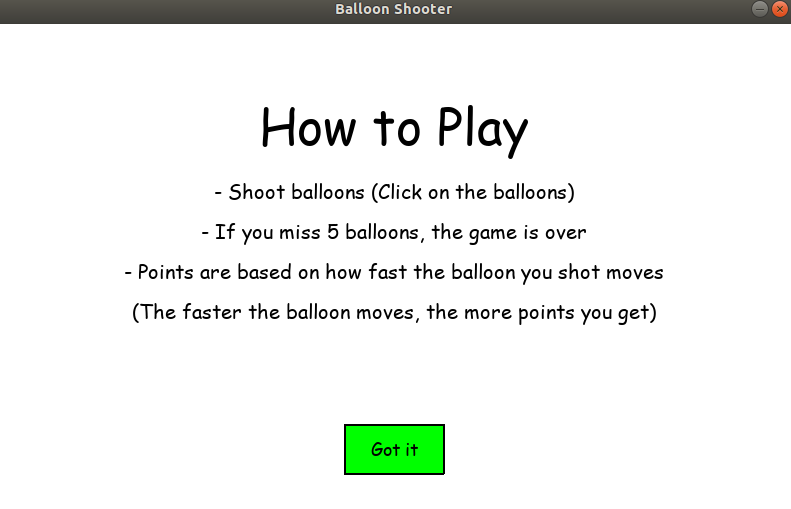 Balloon Shooter
How to Play
- Shoot balloons (Click on the balloons)
- If you miss 5 balloons, the game is over
- Points are based on how fast the balloon you shot moves
(The faster the balloon moves, the more points you get)
Got it